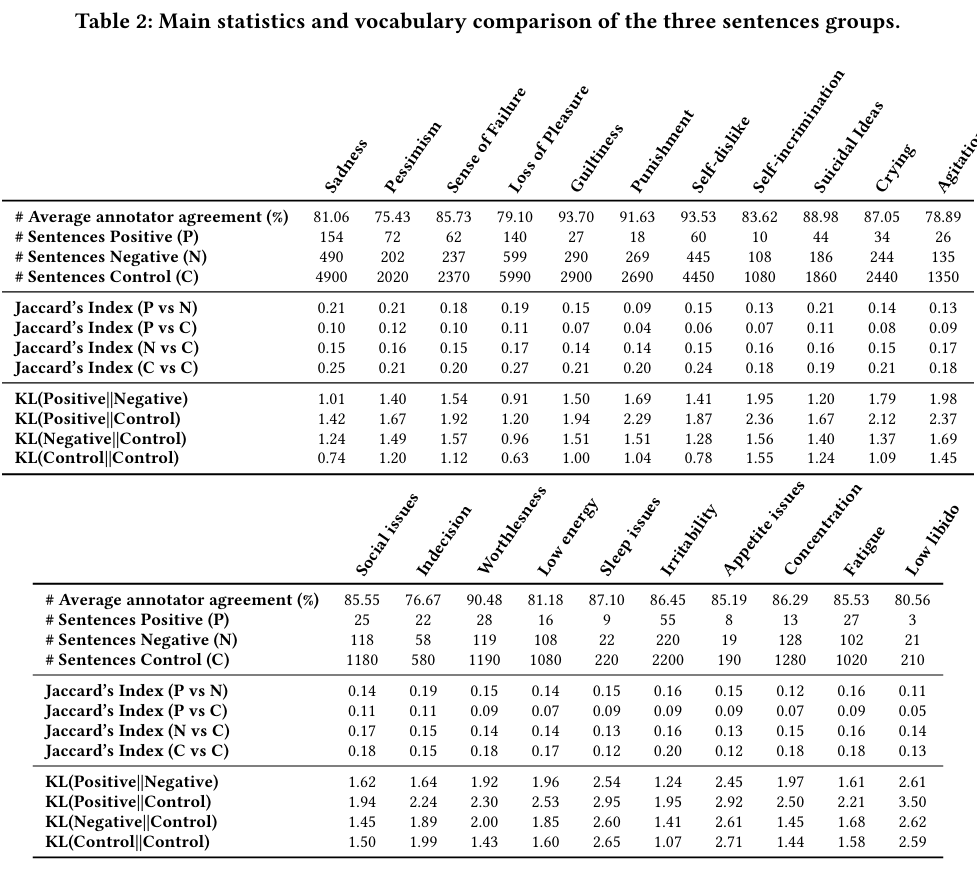 Table 2: Main statistics and vocabulary comparison of the three sentences groups.
Sadness Pessimism Sense of Failure Loss of Pleasure Guiltiness Punishment Self-dislike Self-incrimination Suicidal Ideas Crying Agitation
# Average annotator agreement (%) 81.06 75.43 85.73 79.10 93.70 91.63 93.53 83.62 88.98 87.05 78.89
# Sentences Positive (P) 154 72 62 140 27 18 60 10 44 34 26
# Sentences Negative (N) 490 202 237 599 290 269 445 108 186 244 135
# Sentences Control (C) 4900 2020 2370 5990 2900 2690 4450 1080 1860 2440 1350
Jaccard's Index (P vs N) 0.21 0.21 0.18 0.19 0.15 0.09 0.15 0.13 0.21 0.14 0.13
Jaccard's Index (P vs C) 0.10 0.12 0.10 0.11 0.07 0.04 0.06 0.07 0.11 0.08 0.09
Jaccard's Index (N vs C) 0.15 0.16 0.15 0.17 0.14 0.14 0.15 0.16 0.16 0.15 0.17
Jaccard's Index (C vs C) 0.25 0.21 0.20 0.27 0.21 0.20 0.24 0.18 0.19 0.21 0.18
KL(Positive||Negative) 1.01 1.40 1.54 0.91 1.50 1.69 1.41 1.95 1.20 1.79 1.98
KL(Positive||Control) 1.42 1.67 1.92 1.20 1.94 2.29 1.87 2.36 1.67 2.12 2.37
KL(Negative||Control) 1.24 1.49 1.57 0.96 1.51 1.51 1.28 1.56 1.40 1.37 1.69
KL(Control||Control) 0.74 1.20 1.12 0.63 1.00 1.04 0.78 1.55 1.24 1.09 1.45
Social issues Indecision Worthlesness Low energy Sleep issues Irritability Appetite issues Concentration Fatigue Low libido
# Average annotator agreement (%) 85.55 76.67 90.48 81.18 87.10 86.45 85.19 86.29 85.53 80.56
# Sentences Positive (P) 25 22 28 16 9 55 8 13 27 3
# Sentences Negative (N) 118 58 119 108 22 220 19 128 102 21
# Sentences Control (C) 1180 580 1190 1080 220 2200 190 1280 1020 210
Jaccard's Index (P vs N) 0.14 0.19 0.15 0.14 0.15 0.16 0.15 0.12 0.16 0.11
Jaccard's Index (P vs C) 0.11 0.11 0.09 0.07 0.09 0.09 0.09 0.07 0.09 0.05
Jaccard's Index (N vs C) 0.17 0.15 0.14 0.14 0.13 0.16 0.13 0.15 0.16 0.14
Jaccard's Index (C vs C) 0.18 0.15 0.18 0.17 0.12 0.20 0.12 0.18 0.18 0.13
KL(Positive||Negative) 1.62 1.64 1.92 1.96 2.54 1.24 2.45 1.97 1.61 2.61
KL(Positive||Control) 1.94 2.24 2.30 2.53 2.95 1.95 2.92 2.50 2.21 3.50
KL(Negative||Control) 1.45 1.89 2.00 1.85 2.60 1.41 2.61 1.45 1.68 2.62
KL(Control||Control) 1.50 1.99 1.43 1.60 2.65 1.07 2.71 1.44 1.58 2.59